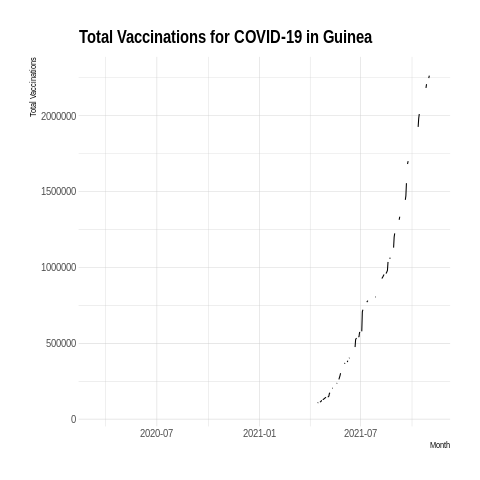 Total Vaccinations for COVID-19 in Guinea
Total Vaccinations
2000000
1500000
1000000
500000
0
2020-07 2021-01 2021-07
Month